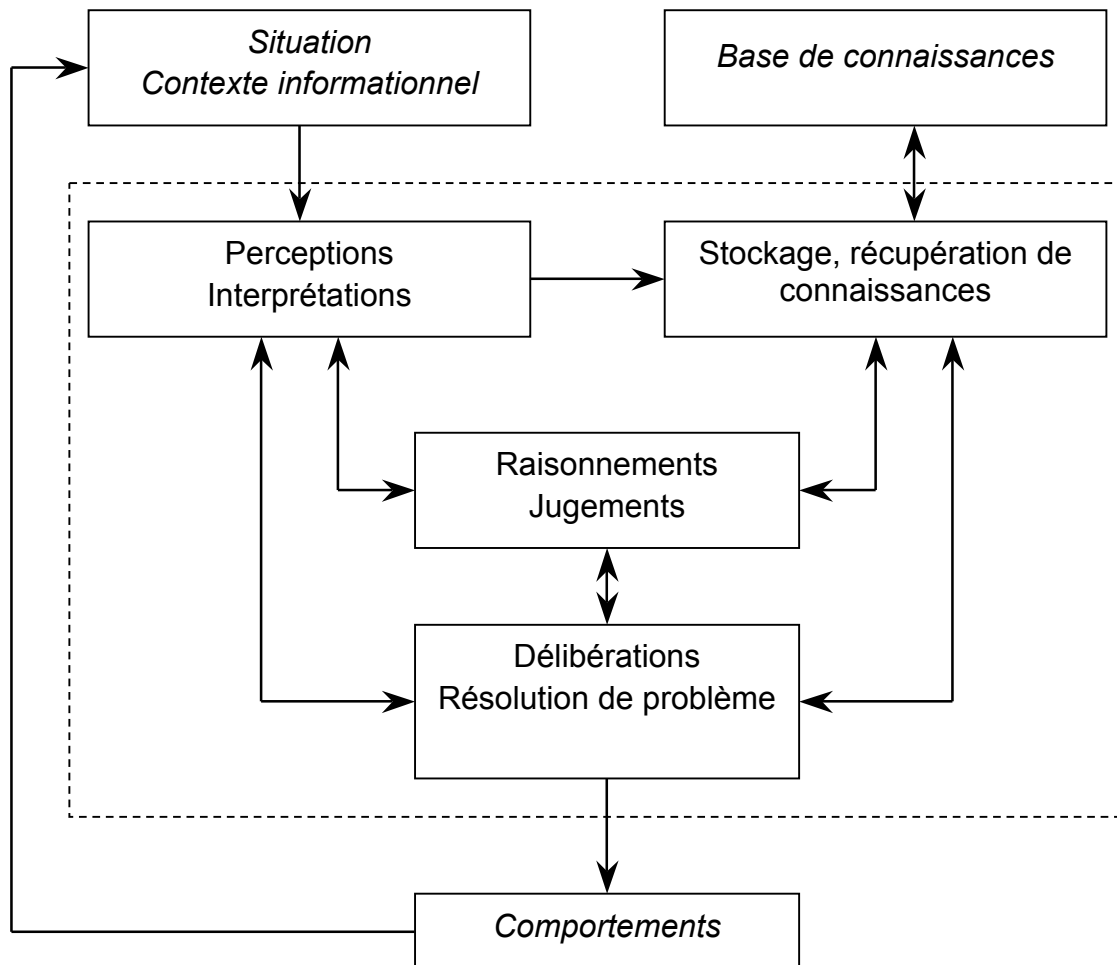 Situation
Contexte informationnel
Base de connaissances
Perceptions
Interprétations
Stockage, récupération de
connaissances
Raisonnements
Jugements
Délibérations
Résolution de problème
Comportements